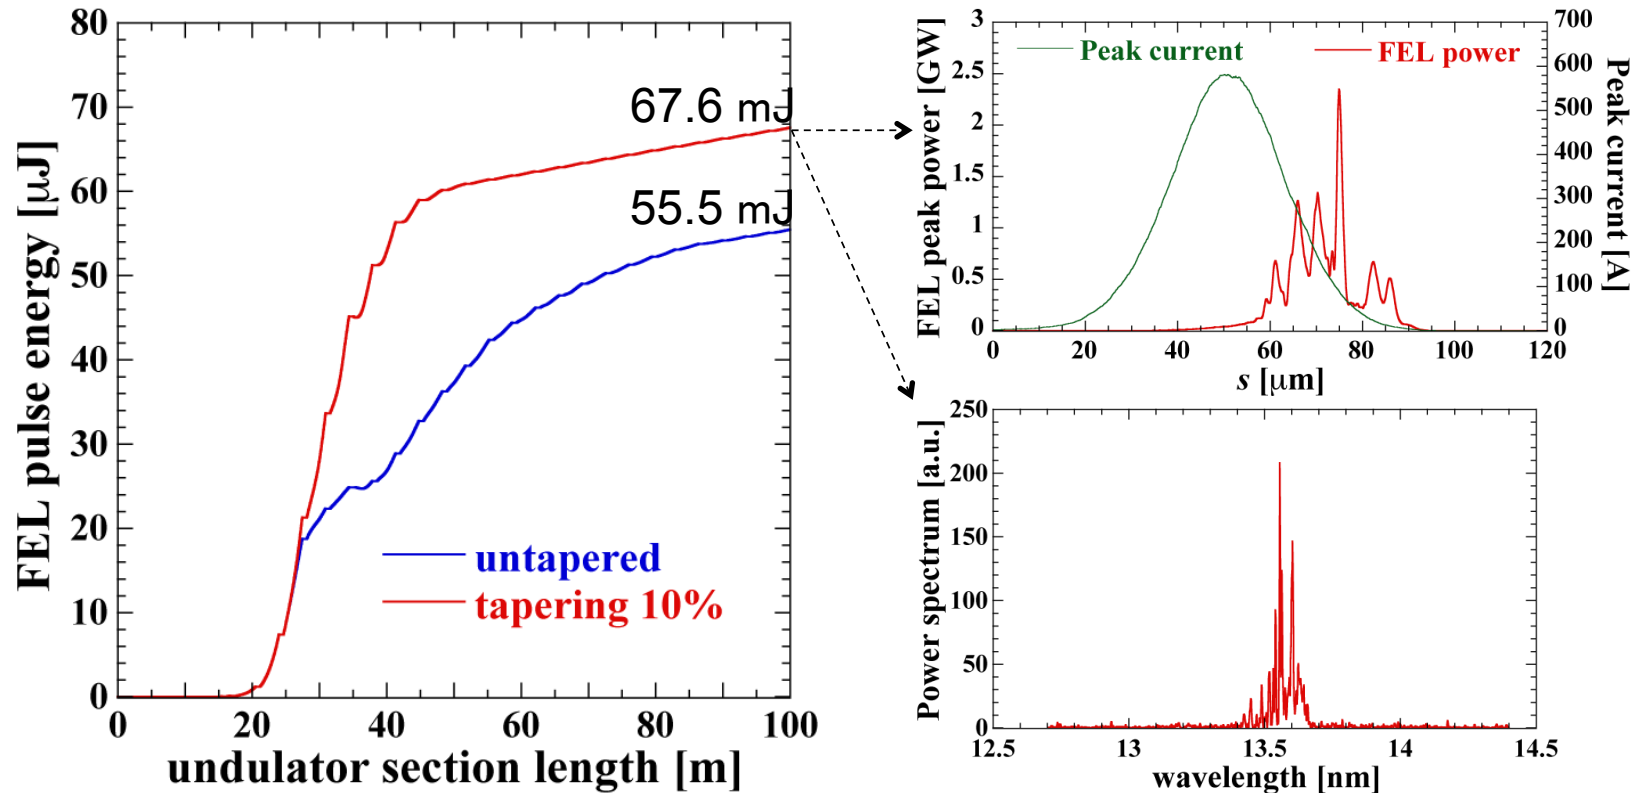 80
70
60
50
40
30
20
10
0
FEL pulse energy [μJ]
67.6 mJ
55.5 mJ
untapered
tapering 10%
0 20 40 60 80 100
undulator section length [m]
3
2.5
2
1.5
1
0.5
0
FEL peak power [GW]
Peak current
FEL power
700
600
500
400
300
200
100
0
Peak current [A]
0 20 40 60 80 100 120
s [μm]
250
200
150
100
50
0
Power spectrum [a.u.]
12.5 13 13.5 14 14.5
wavelength [nm]